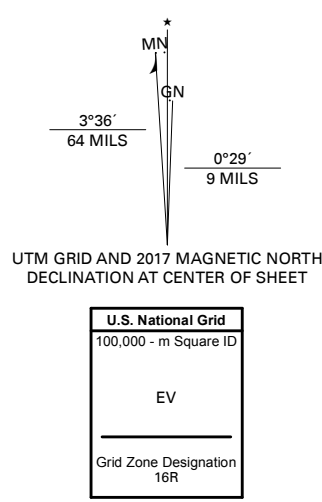 MN
GN
3°36´
64 MILS
0°29´
9 MILS
UTM GRID AND 2017 MAGNETIC NORTH
DECLINATION AT CENTER OF SHEET
U.S. National Grid
100,000 - m Square ID
EV
Grid Zone Designation
16R